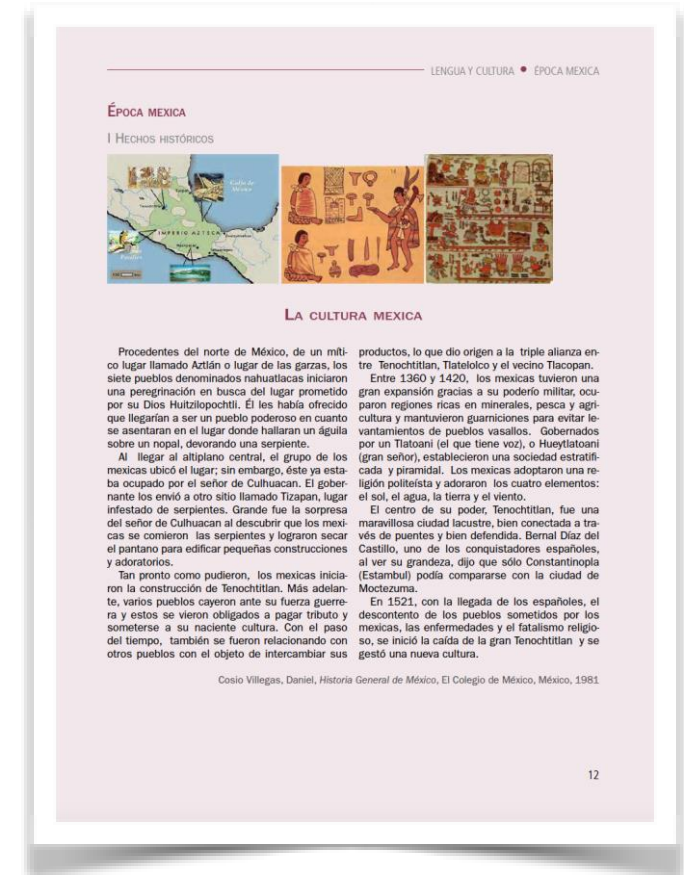 LENGUA Y CULTURA • ÉPOCA MEXICA
ÉPOCA MEXICA
I HECHOS HISTÓRICOS
Golfo de
México
IMPERIO AZTECA
LA CULTURA MEXICA
Procedentes del norte de México, de un míti-
co lugar llamado Aztlán o lugar de las garzas, los
siete pueblos denominados nahuatlacas iniciaron
una peregrinación en busca del lugar prometido
por su Dios Huitzilopochtli. Él les había ofrecido
que llegarían a ser un pueblo poderoso en cuanto
se asentaran en el lugar donde hallaran un águila
sobre un nopal, devorando una serpiente.
Al llegar al altiplano central, el grupo de los
mexicas ubicó el lugar; sin embargo, éste ya esta-
ba ocupado por el señor de Culhuacan. El gober-
nante los envió a otro sitio llamado Tizapan, lugar
infestado de serpientes. Grande fue la sorpresa
del señor de Culhuacan al descubrir que los mexi-
cas se comieron las serpientes y lograron secar
el pantano para edificar pequeñas construcciones
y adoratorios.
Tan pronto como pudieron, los mexicas inicia-
ron la construcción de Tenochtitlan. Más adelan-
te, varios pueblos cayeron ante su fuerza guerre-
ra y estos se vieron obligados a pagar tributo y
someterse a su naciente cultura. Con el paso
del tiempo, también se fueron relacionando con
otros pueblos con el objeto de intercambiar sus
productos, lo que dio origen a la triple alianza en-
tre Tenochtitlan, Tlatelolco y el vecino Tlacopan.
Entre 1360 y 1420, los mexicas tuvieron una
gran expansión gracias a su poderío militar, ocu-
paron regiones ricas en minerales, pesca y agri-
cultura y mantuvieron guarniciones para evitar le-
vantamientos de pueblos vasallos. Gobernados
por un Tlatoani (el que tiene voz), o Hueytlatoani
(gran señor), establecieron una sociedad estratifi-
cada y piramidal. Los mexicas adoptaron una re-
ligión politeísta y adoraron los cuatro elementos:
el sol, el agua, la tierra y el viento.
El centro de su poder, Tenochtitlan, fue una
maravillosa ciudad lacustre, bien conectada a tra-
vés de puentes y bien defendida. Bernal Díaz del
Castillo, uno de los conquistadores españoles,
al ver su grandeza, dijo que sólo Constantinopla
(Estambul) podía compararse con la ciudad de
Moctezuma.
En 1521, con la llegada de los españoles, el
descontento de los pueblos sometidos por los
mexicas, las enfermedades y el fatalismo religio-
so, se inició la caída de la gran Tenochtitlan y se
gestó una nueva cultura.
Cosio Villegas, Daniel, Historia General de México, El Colegio de México, México, 1981
12